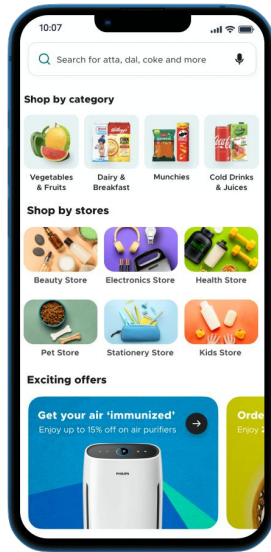 10:07
Search for atta, dal, coke and more
Shop by category
Vegetables & Fruits
Dairy & Breakfast
Munchies
Cold Drinks & Juices
Shop by stores
Beauty Store
Electronics Store
Health Store
Pet Store
Stationery Store
Kids Store
Exciting offers
Get your air ‘immunized’
Enjoy up to 15% off on air purifiers
PHILIPS
Orde
Enjoy